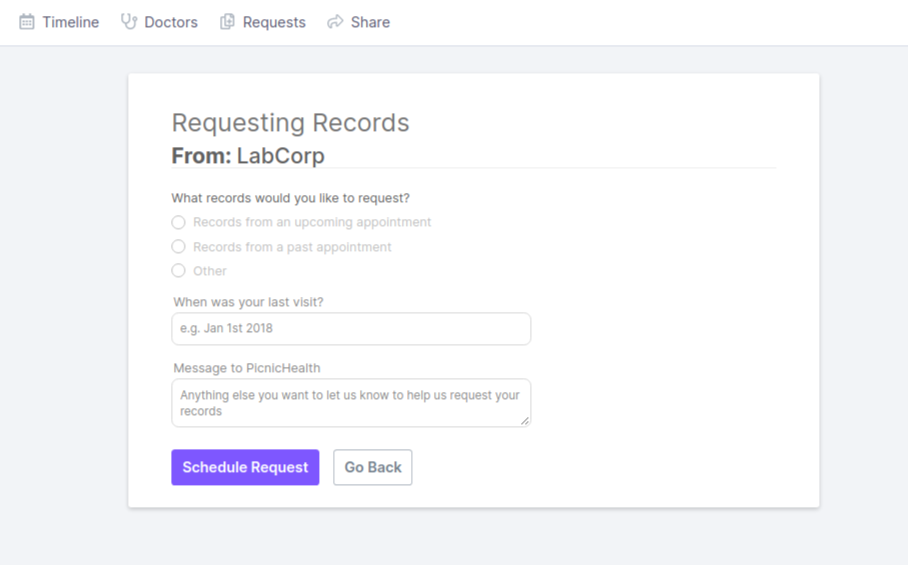 Timeline Doctors Requests Share
Requesting Records
From: LabCorp
What records would you like to request?
Records from an upcoming appointment
Records from a past appointment
Other
When was your last visit?
e.g. Jan 1st 2018
Message to PicnicHealth
Anything else you want to let us know to help us request your
records
Schedule Request Go Back